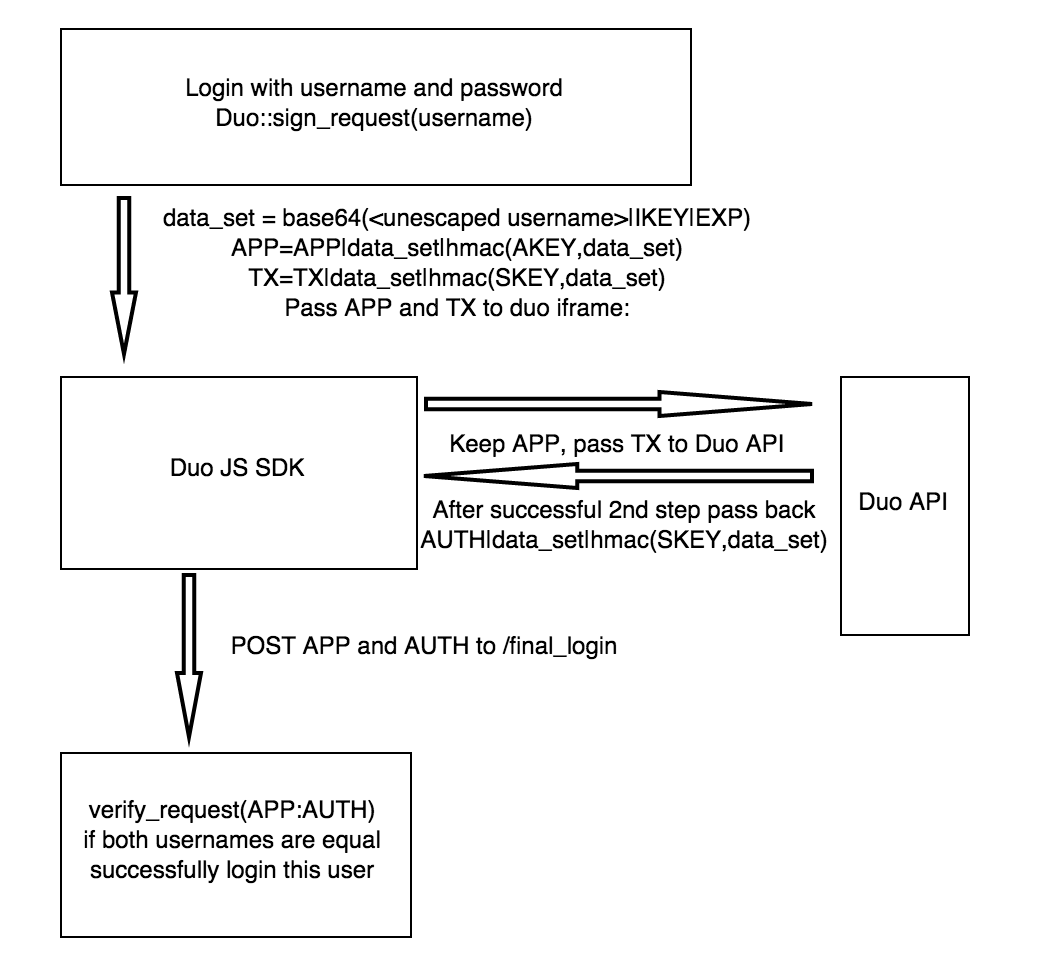 Login with username and password
Duo::sign_request(username)
data_set = base64(<unescaped username>|IKEY|EXP)
APP=APP|data_set|hmac(AKEY,data_set)
TX=TX|data_set|hmac(SKEY,data_set)
Pass APP and TX to duo iframe:
Duo JS SDK
Keep APP, pass TX to Duo API
After successful 2nd step pass back
AUTH|data_set|hmac(SKEY,data_set)
Duo API
POST APP and AUTH to /final_login
verify_request(APP:AUTH)
if both usernames are equal
successfully login this user